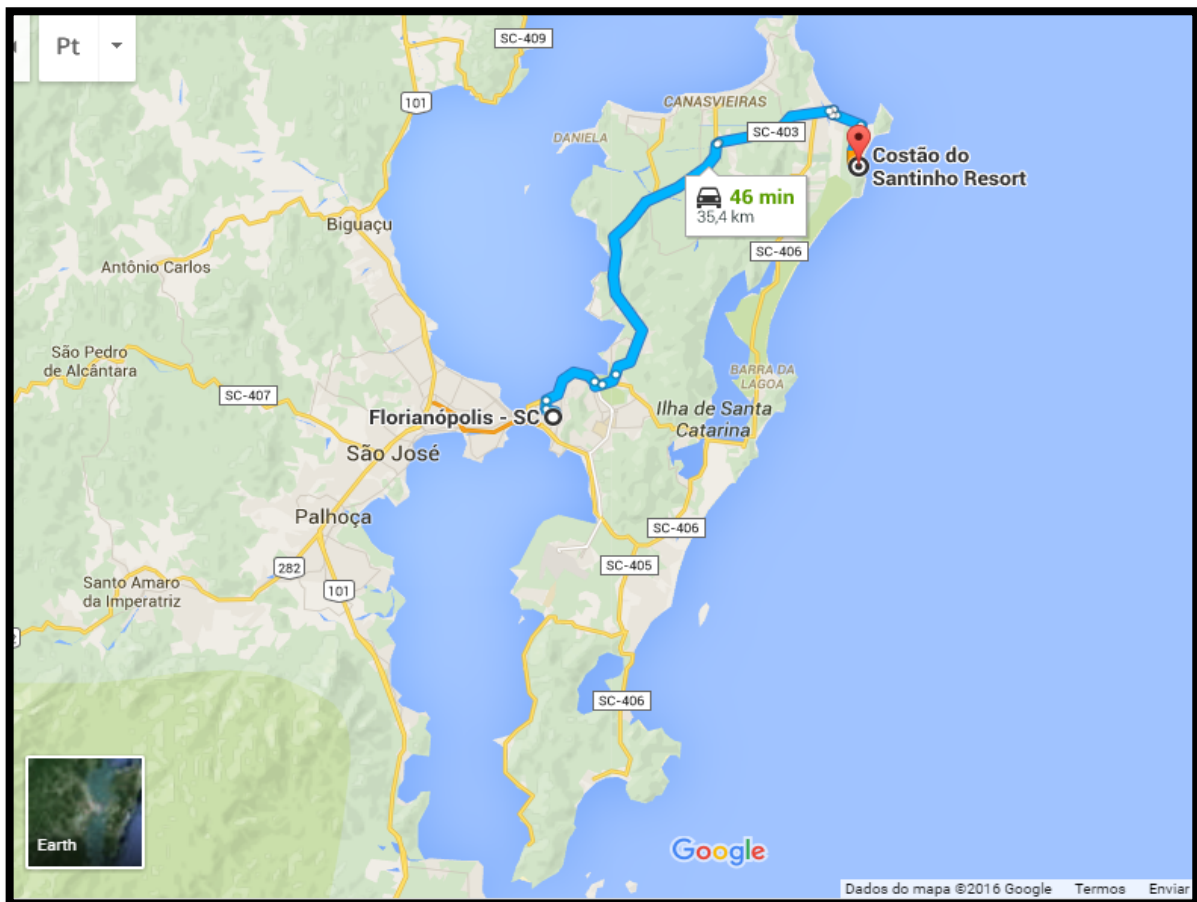 Pt
SC-409
101
CANASVIEIRAS
DANIELA
SC-403
Costão do
Santinho Resort
46 min
35,4 km
Biguaçu
SC-406
Antônio Carlos
São Pedro
de Alcântara
SC-407
BARRA DA
LAGOA
Ilha de Santa
Catarina
Florianópolis - SC
São José
Palhoça
SC-406
282
SC-405
101
Santo Amaro
da Imperatriz
SC-406
Earth
Google
Dados do mapa ©2016 Google Termos Enviar